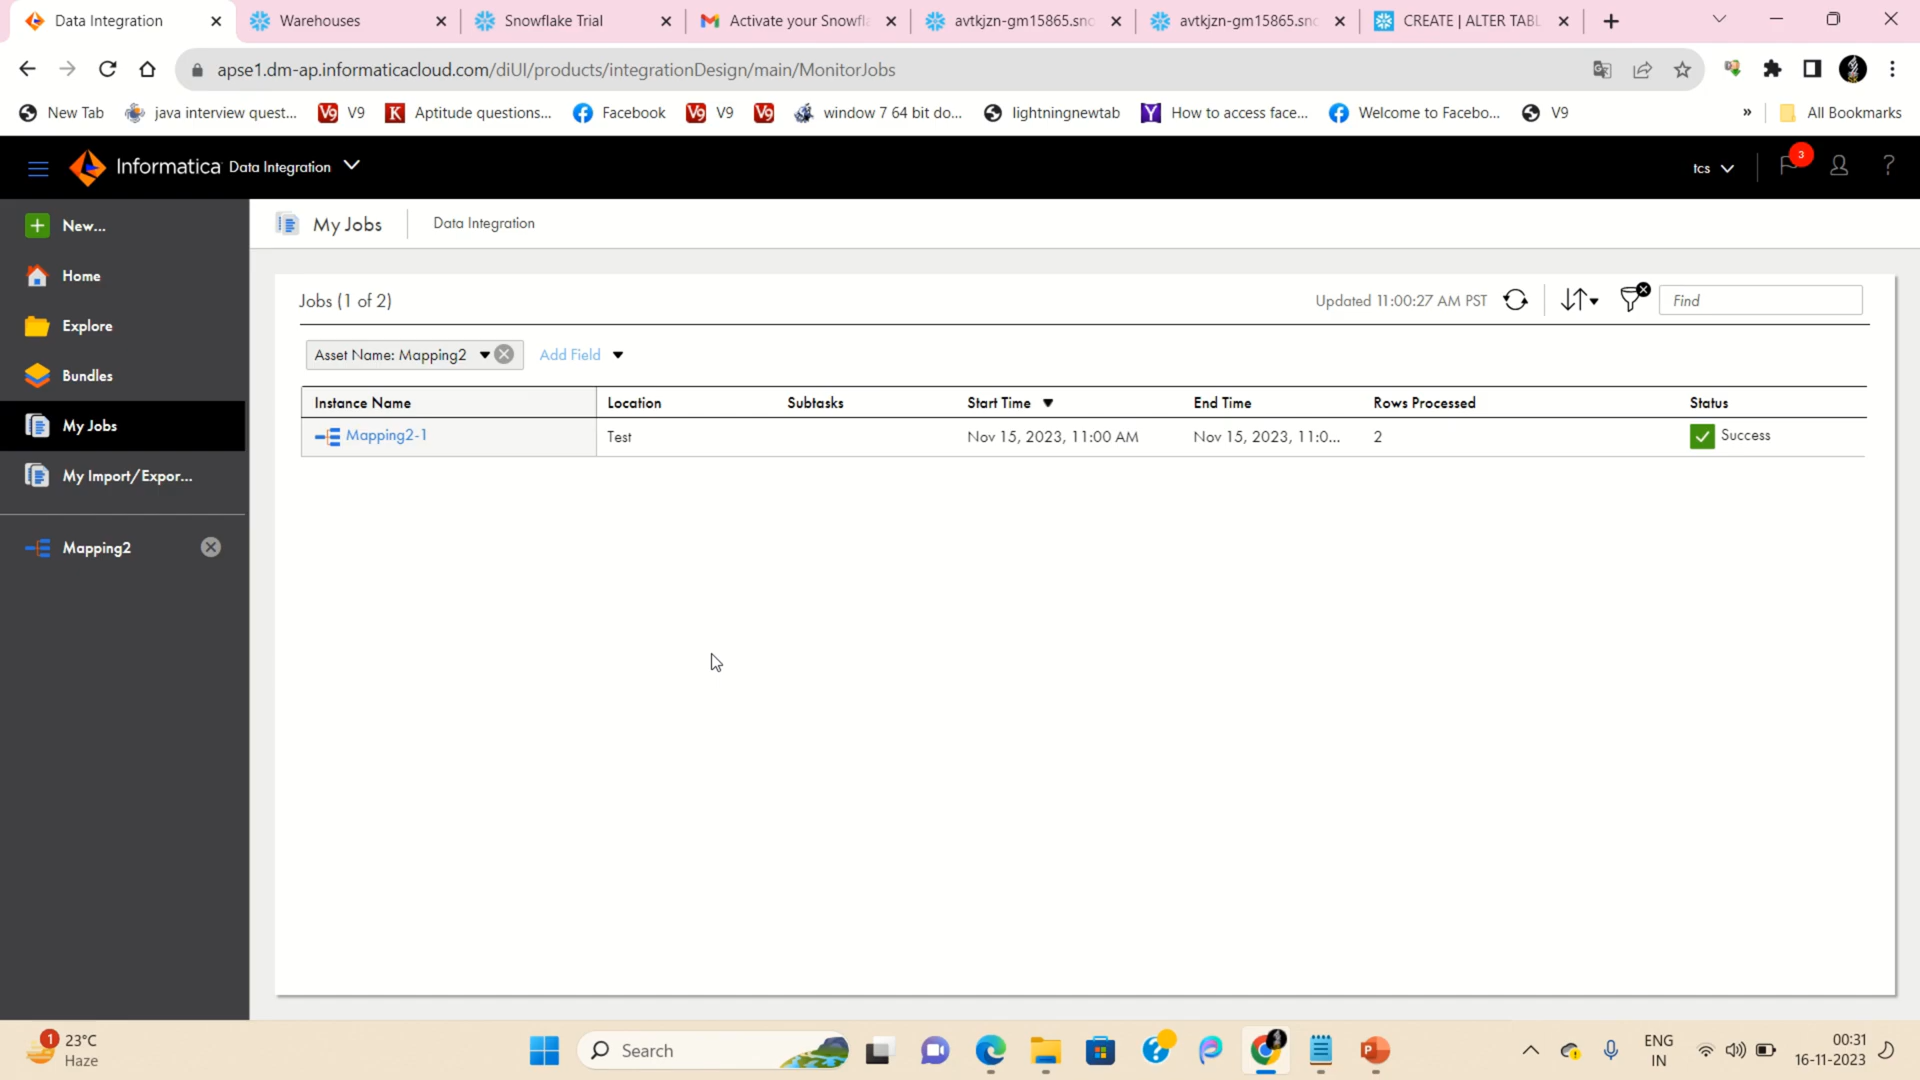 Data Integration
Warehouses
Snowflake Trial
Activate your Snowfla
avtkjzn-gm15865.sno
avtkjzn-gm15865.sno
CREATE | ALTER TABL
apse1.dm-ap.informaticacloud.com/diUI/products/integrationDesign/main/MonitorJobs
New Tab
java interview quest...
V9
Aptitude questions...
Facebook
V9
window 7 64 bit do...
lightningnewtab
How to access face...
Welcome to Facebo...
V9
»
All Bookmarks
Informatica Data Integration
tcs
3
?
New...
Home
Explore
Bundles
My Jobs
My Import/Expor...
Mapping2
My Jobs
Data Integration
Jobs (1 of 2)
Updated 11:00:27 AM PST
Find
Asset Name: Mapping2
Add Field
Instance Name Location Subtasks Start Time End Time Rows Processed Status
Mapping2-1 Test Nov 15, 2023, 11:00 AM Nov 15, 2023, 11:0... 2 Success
1
23°C
Haze
Search
ENG
IN
00:31
16-11-2023